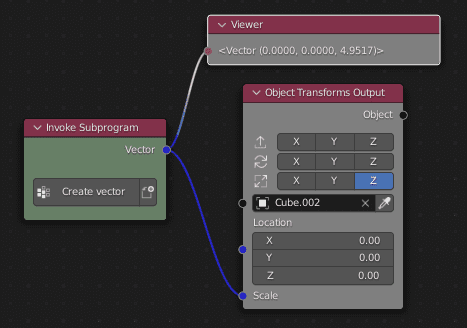 Viewer
<Vector (0.0000, 0.0000, 4.9517)>
Object Transforms Output
Object
X Y Z
X Y Z
X Y Z
Cube.002
Location
X 0.00
Y 0.00
Z 0.00
Scale
Invoke Subprogram
Vector
Create vector